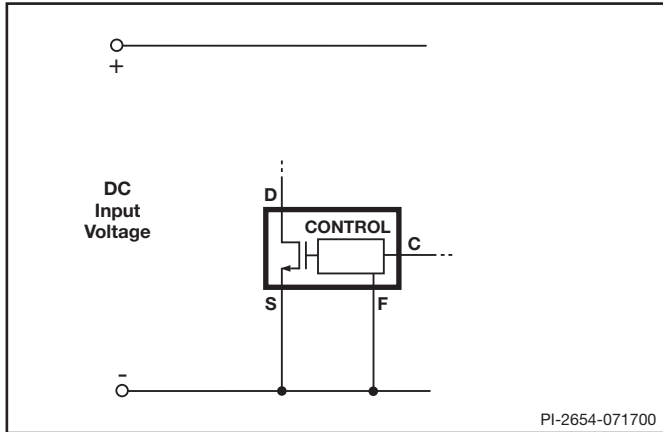 +
DC
Input
Voltage
D
CONTROL
C
S
F
-
PI-2654-071700